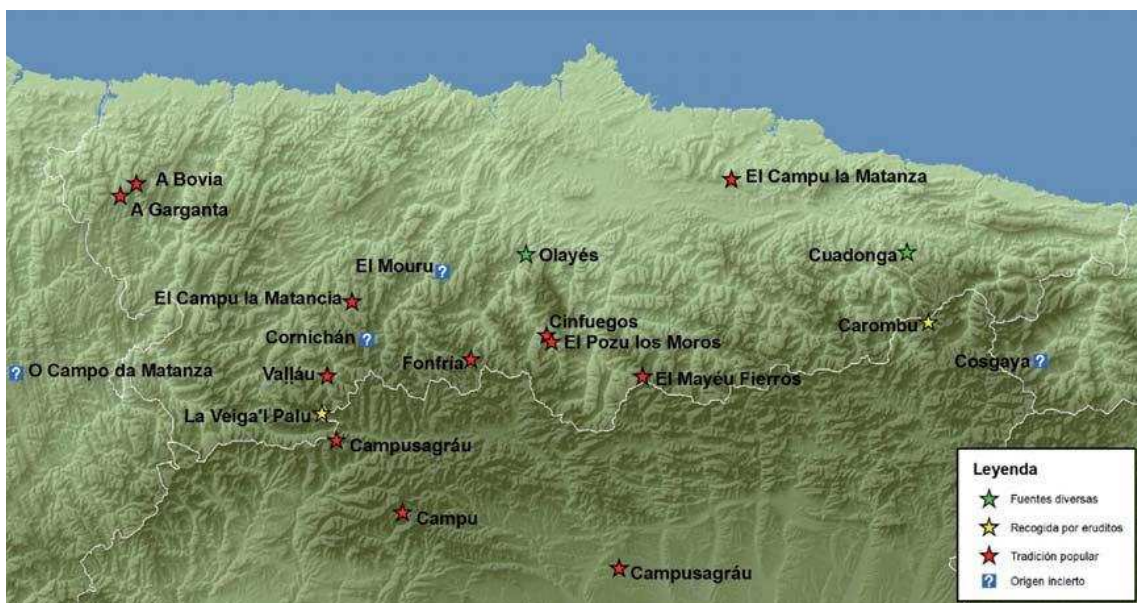 A Bovia
A Garganta
El Campu la Matanza
Olayés
Cuadonga
El Mouru
El Campu la Matancia
Cornichán
Cinfuegos
El Pozu los Moros
Carombu
Fonfría
O Campo da Matanza
Vaḷḷáu
El Mayéu Fierros
Cosgaya
La Veiga'l Palu
Campusagráu
Campu
Campusagráu
Leyenda
Fuentes diversas
Recogida por eruditos
Tradición popular
? Origen incierto